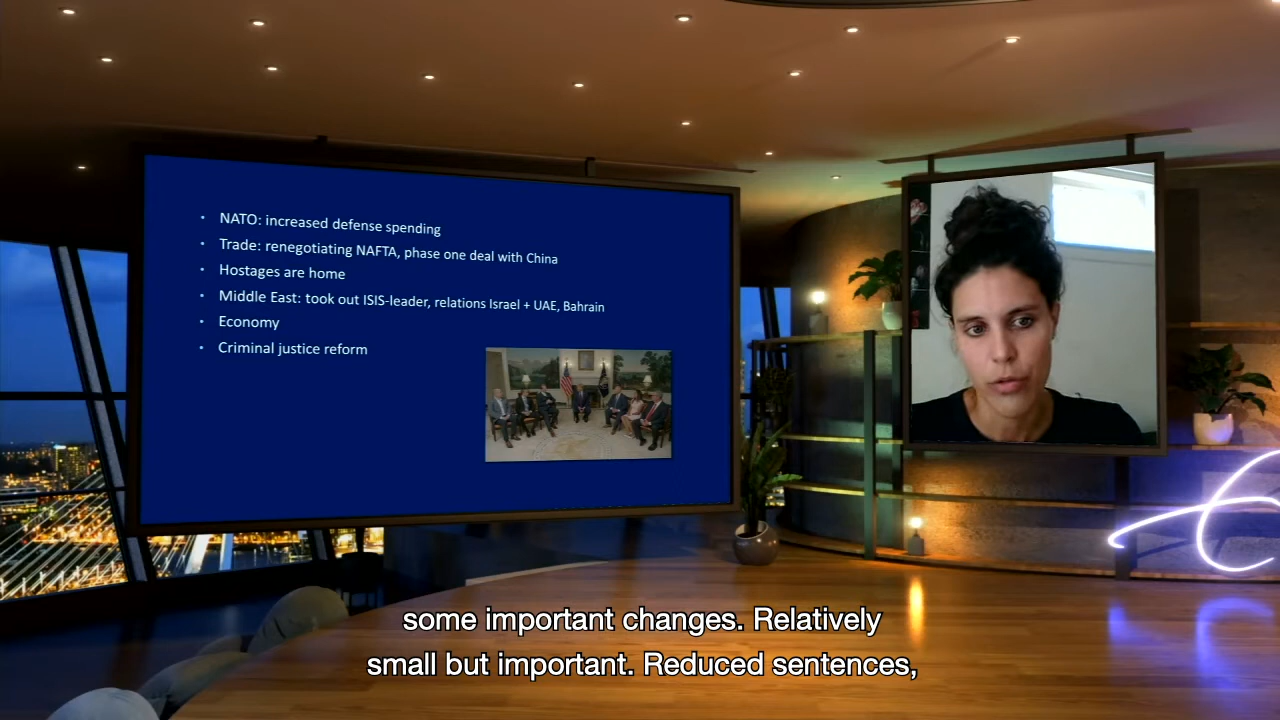 NATO: increased defense spending
Trade: renegotiating NAFTA, phase one deal with China
Hostages are home
Middle East: took out ISIS-leader, relations Israel + UAE, Bahrain
Economy
Criminal justice reform
some important changes. Relatively
small but important. Reduced sentences,